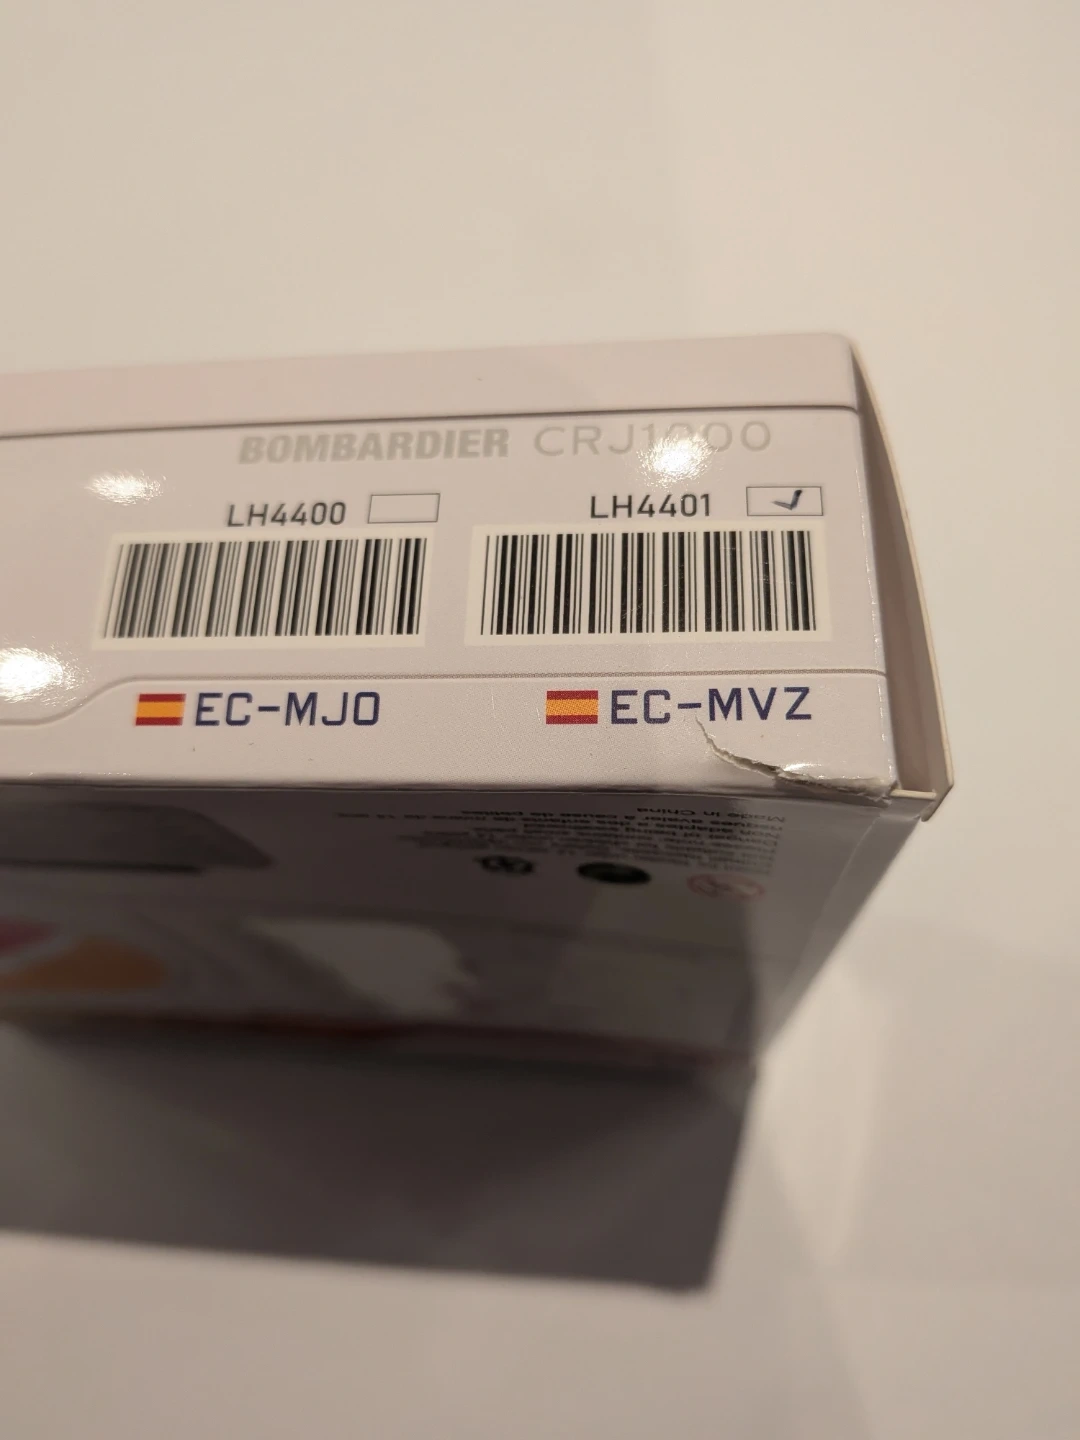 BOMBARDIER CRJ1000
LH4400
LH4401
EC-MJO
EC-MVZ
Made in China